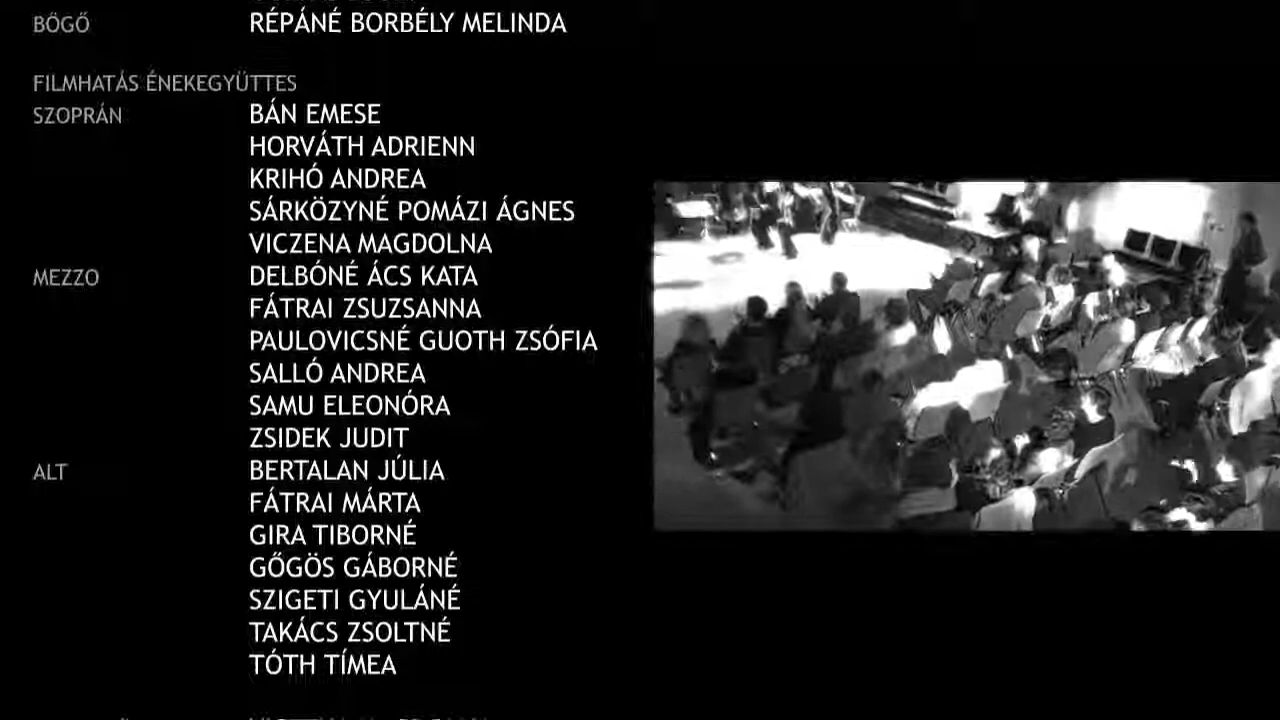 BŐGŐ RÉPÁNÉ BORBÉLY MELINDA
FILMHATÁS ÉNEKEGYÜTTES
SZOPRÁN BÁN EMESE
HORVÁTH ADRIENN
KRIHÓ ANDREA
SÁRKÖZYNÉ POMÁZI ÁGNES
VICZENA MAGDOLNA
MEZZO DELBÓNÉ ÁCS KATA
FÁTRAI ZSUZSANNA
PAULOVICSNÉ GUOTH ZSÓFIA
SALLÓ ANDREA
SAMU ELEONÓRA
ZSIDEK JUDIT
ALT BERTALAN JÚLIA
FÁTRAI MÁRTA
GIRA TIBORNÉ
GŐGÖS GÁBORNÉ
SZIGETI GYULÁNÉ
TAKÁCS ZSOLTNÉ
TÓTH TÍMEA